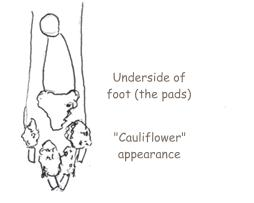 Underside of
foot (the pads)
"Cauliflower"
appearance